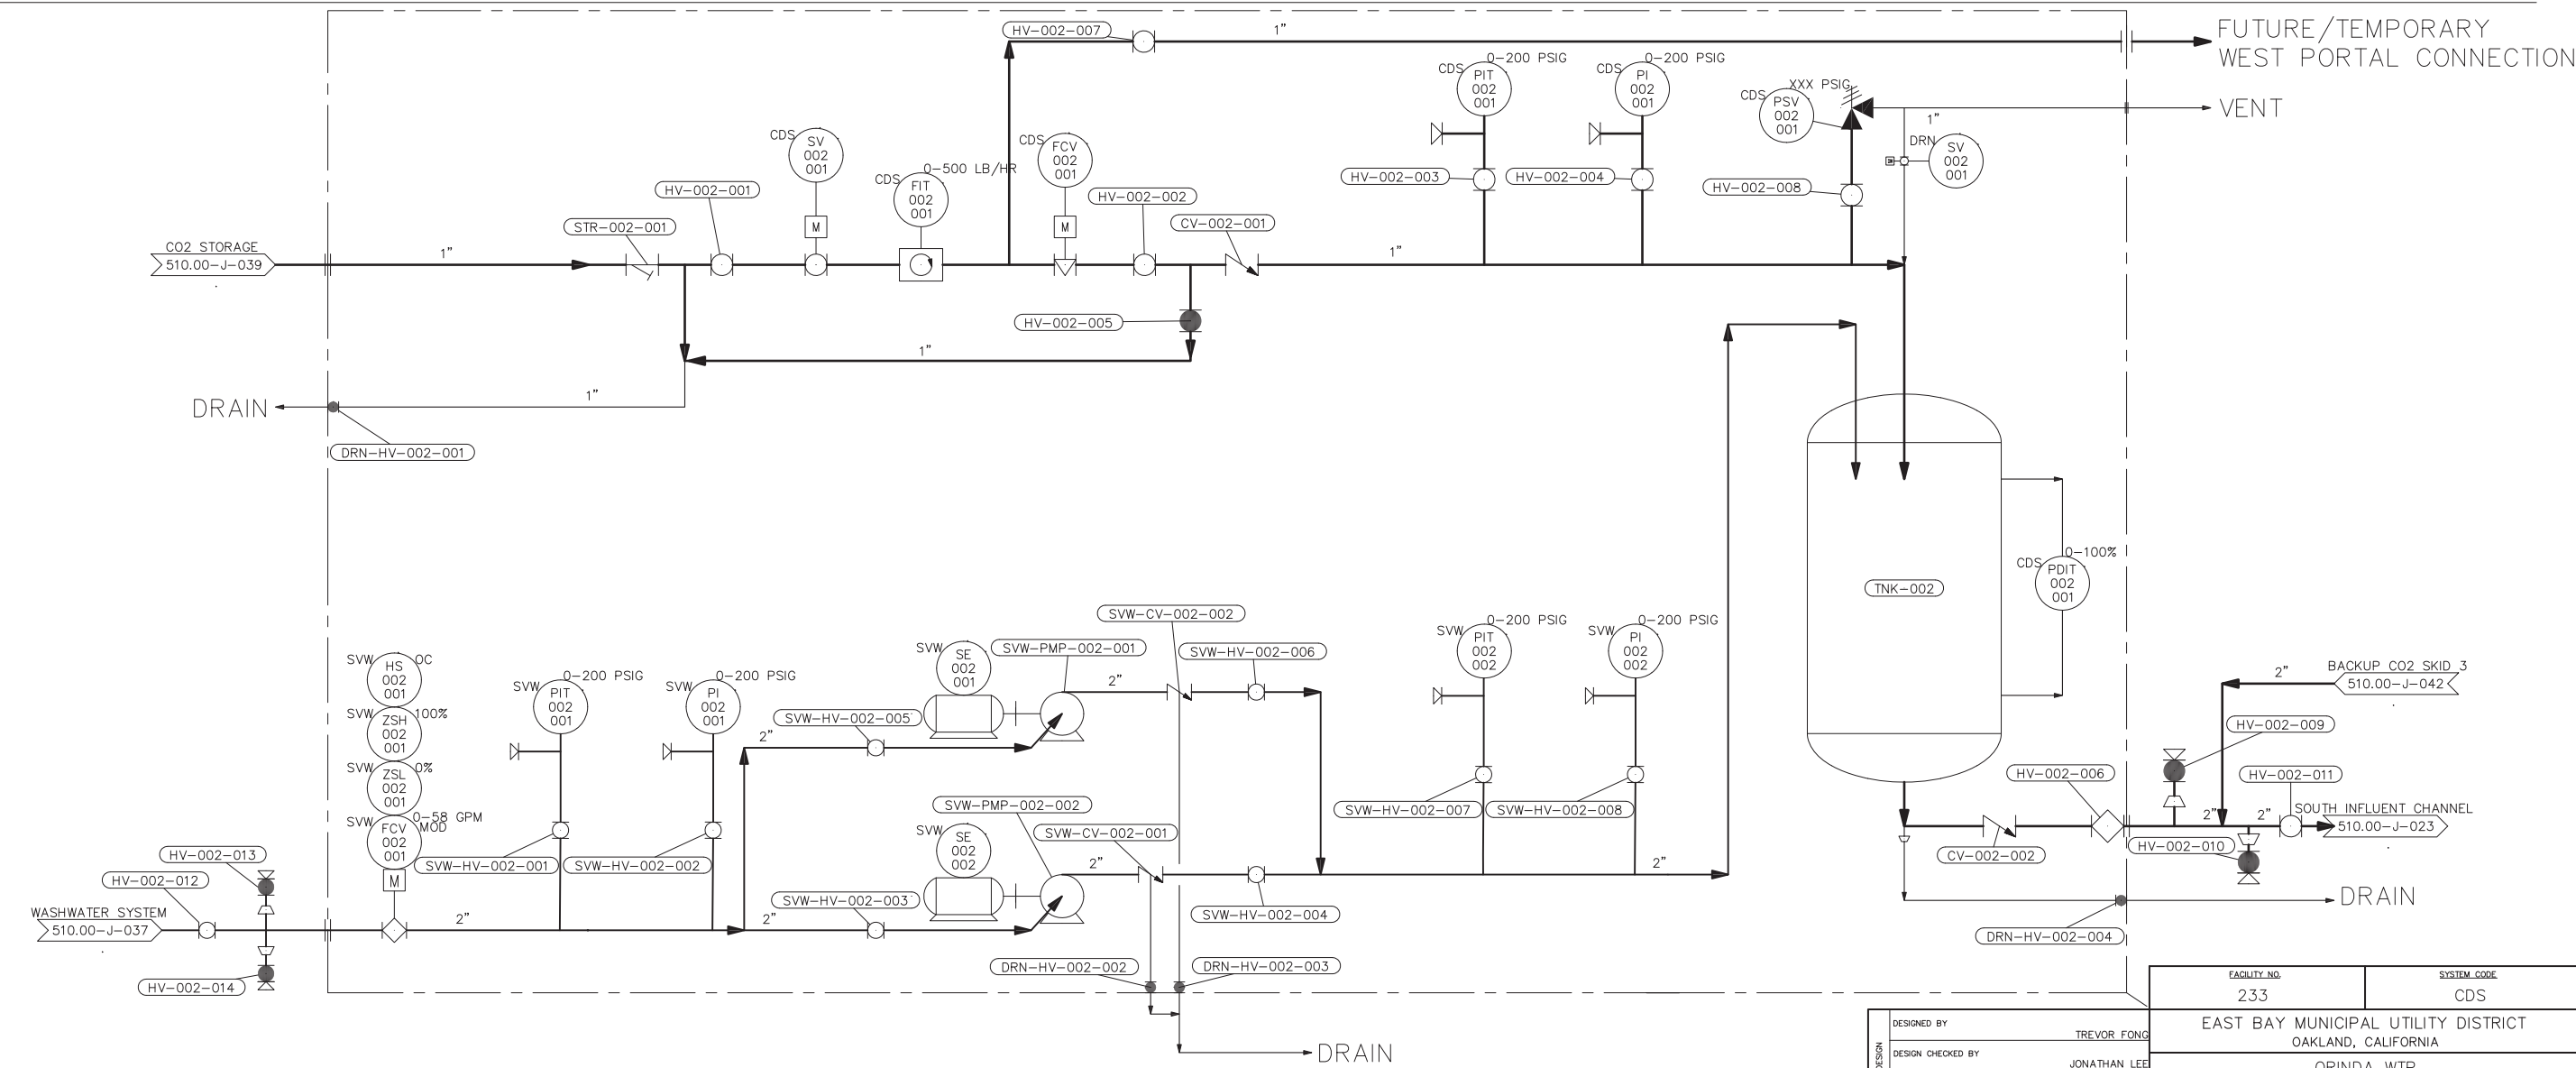 HV-002-007
1"
FUTURE/TEMPORARY
WEST PORTAL CONNECTION
CDS
PIT
002
001
0-200 PSIG
CDS
PI
002
001
0-200 PSIG
CDS
PSV
002
001
XXX PSIG
VENT
1"
DRN
SV
002
001
CDS
SV
002
001
CDS
FIT
002
001
0-500 LB/HR
CDS
FCV
002
001
HV-002-003
HV-002-004
HV-002-008
HV-002-001
HV-002-002
STR-002-001
CV-002-001
M
M
CO2 STORAGE
510.00-J-039
1"
1"
HV-002-005
1"
1"
DRAIN
DRN-HV-002-001
TNK-002
CDS
PDIT
002
001
0-100%
SVW
HS
002
001
OC
SVW
ZSH
002
001
100%
SVW
ZSL
002
001
0%
SVW
FCV
002
001
0-58 GPM
MOD
M
SVW
PIT
002
001
0-200 PSIG
SVW
PI
002
001
0-200 PSIG
SVW-HV-002-001
SVW-HV-002-002
SVW
SE
002
001
SVW-PMP-002-001
SVW-CV-002-002
SVW-HV-002-006
2"
SVW-HV-002-005
2"
SVW
SE
002
002
SVW-PMP-002-002
SVW-CV-002-001
2"
SVW-HV-002-003
2"
SVW-HV-002-004
SVW
PIT
002
002
0-200 PSIG
SVW
PI
002
002
0-200 PSIG
SVW-HV-002-007
SVW-HV-002-008
2"
BACKUP CO2 SKID 3
510.00-J-042
2"
HV-002-009
HV-002-006
HV-002-011
SOUTH INFLUENT CHANNEL
510.00-J-023
2"
2"
HV-002-010
CV-002-002
DRAIN
DRN-HV-002-004
HV-002-013
HV-002-012
WASHWATER SYSTEM
510.00-J-037
2"
HV-002-014
DRN-HV-002-002
DRN-HV-002-003
DRAIN
FACILITY NO.
233
SYSTEM CODE
CDS
DESIGN
DESIGNED BY
TREVOR FONG
DESIGN CHECKED BY
JONATHAN LEE
EAST BAY MUNICIPAL UTILITY DISTRICT
OAKLAND, CALIFORNIA
ORINDA WTP